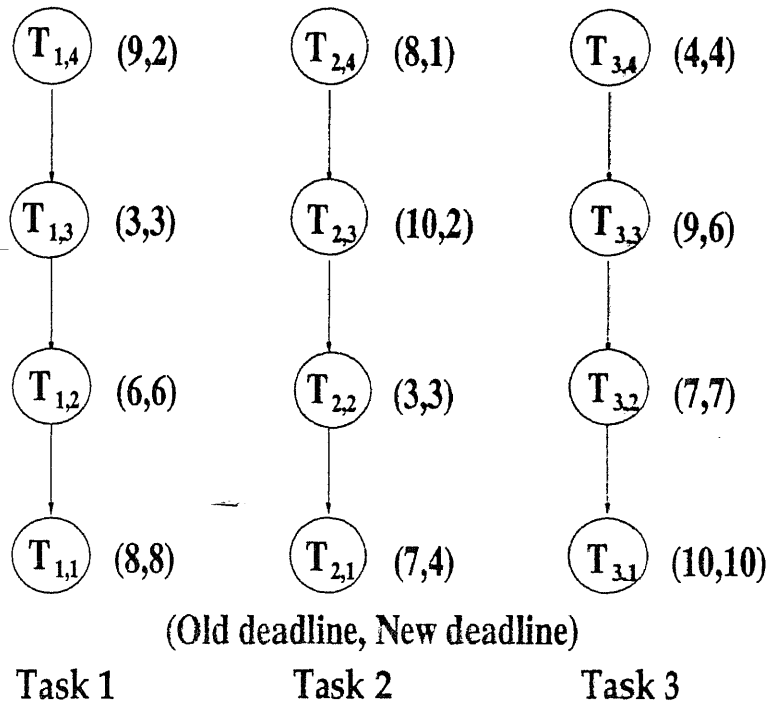 T1,4 (9,2) T2,4 (8,1) T3,4 (4,4)
T1,3 (3,3) T2,3 (10,2) T3,3 (9,6)
T1,2 (6,6) T2,2 (3,3) T3,2 (7,7)
T1,1 (8,8) T2,1 (7,4) T3,1 (10,10)
(Old deadline, New deadline)
Task 1 Task 2 Task 3